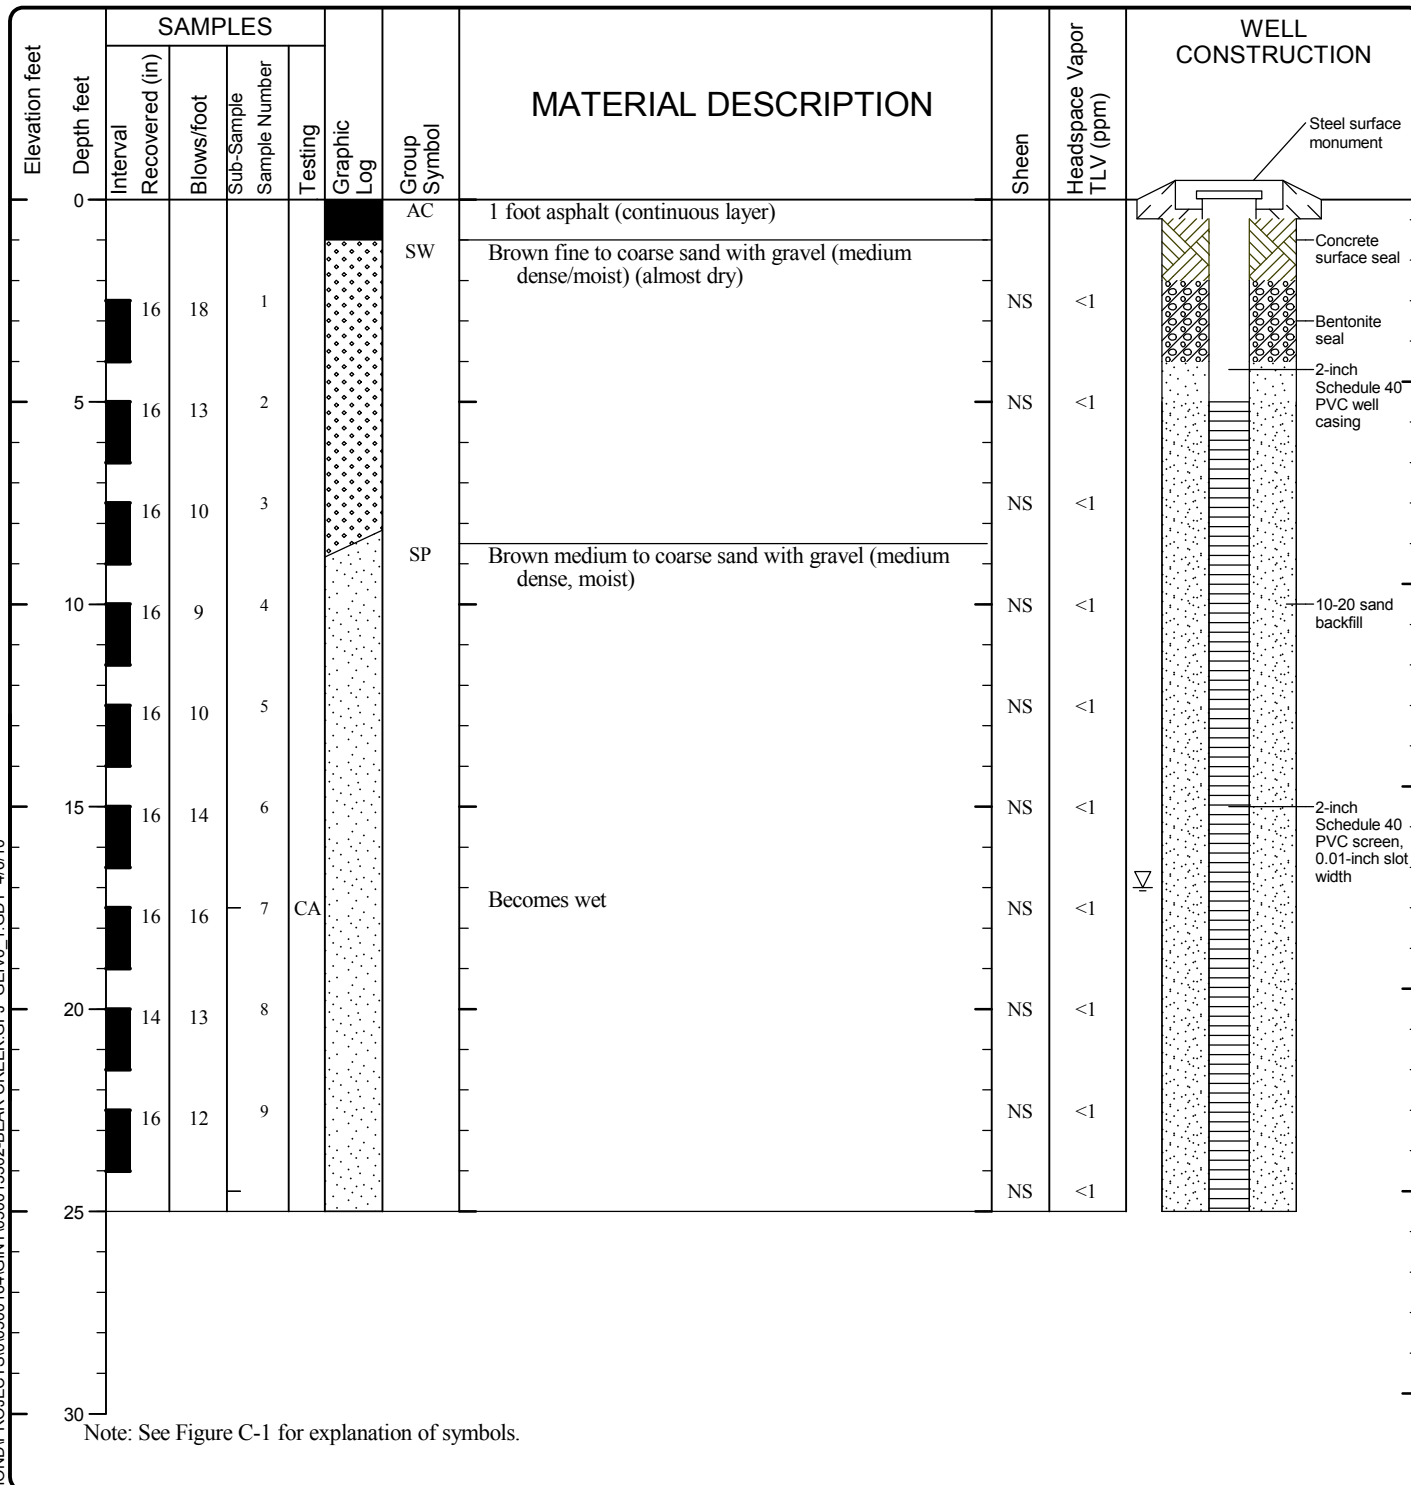 SAMPLES
Elevation feet
Depth feet
Interval
Recovered (in)
Blows/foot
Sub-Sample
Sample Number
Testing
Graphic
Log
Group
Symbol
MATERIAL DESCRIPTION
Sheen
Headspace Vapor
TLV (ppm)
WELL
CONSTRUCTION
Steel surface
monument
0
AC
1 foot asphalt (continuous layer)
SW
Brown fine to coarse sand with gravel (medium
dense/moist) (almost dry)
Concrete
surface seal
16 18 1 NS <1
Bentonite
seal
2-inch
Schedule 40
PVC well
casing
5 16 13 2 NS <1
16 10 3 NS <1
SP
Brown medium to coarse sand with gravel (medium
dense, moist)
10 16 9 4 NS <1
10-20 sand
backfill
16 10 5 NS <1
15 16 14 6 NS <1
2-inch
Schedule 40
PVC screen,
0.01-inch slot
width
16 16 7 CA Becomes wet NS <1
20 14 13 8 NS <1
16 12 9 NS <1
NS <1
25
30
Note: See Figure C-1 for explanation of symbols.